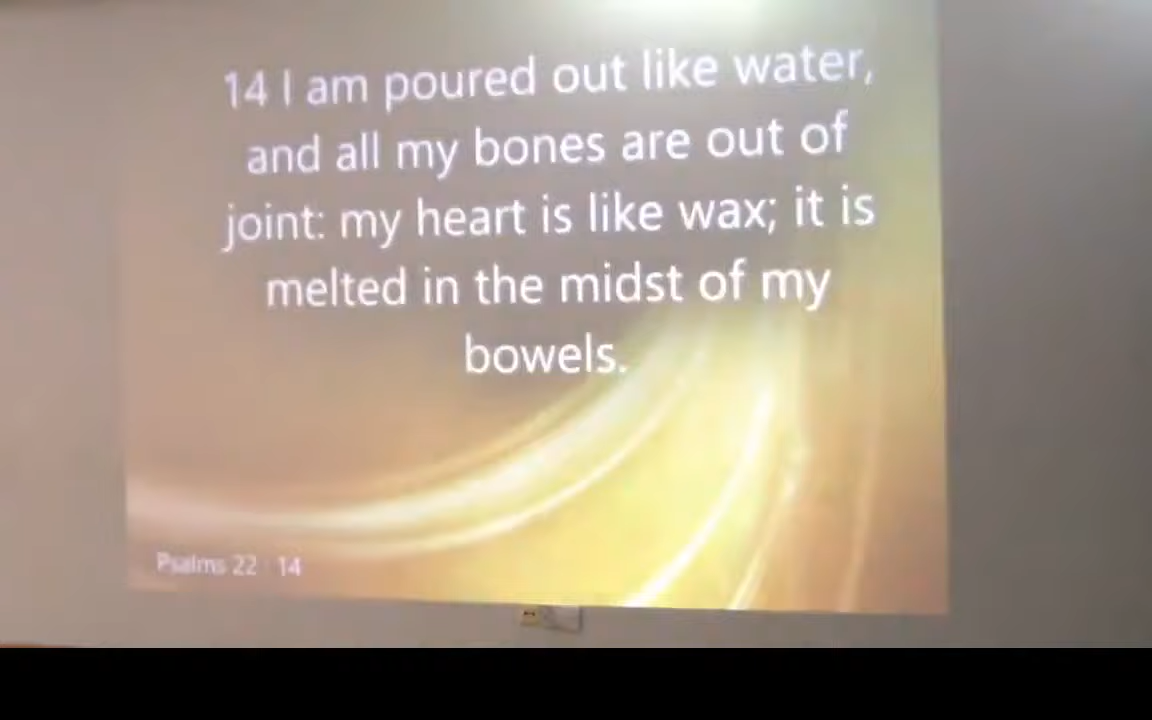 14 I am poured out like water,
and all my bones are out of
joint: my heart is like wax; it is
melted in the midst of my
bowels.
Psalms 22 : 14